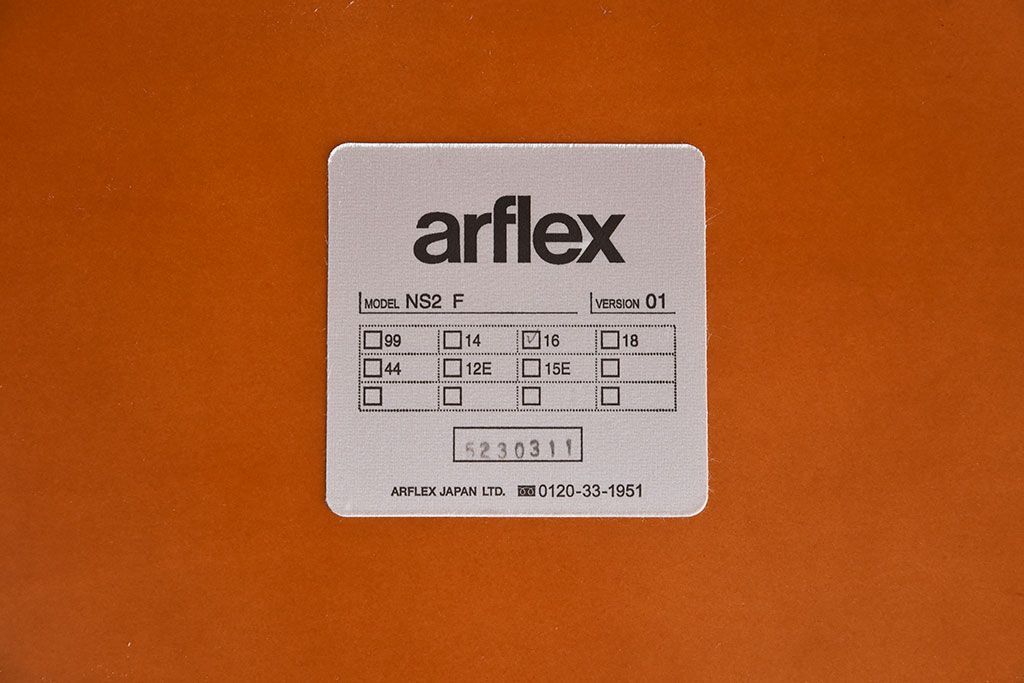 arflex
MODEL NS2 F VERSION 01
☐99 ☐14 ☑16 ☐18
☐44 ☐12E ☐15E ☐
☐ ☐ ☐ ☐
5230311
ARFLEX JAPAN LTD. 0120-33-1951